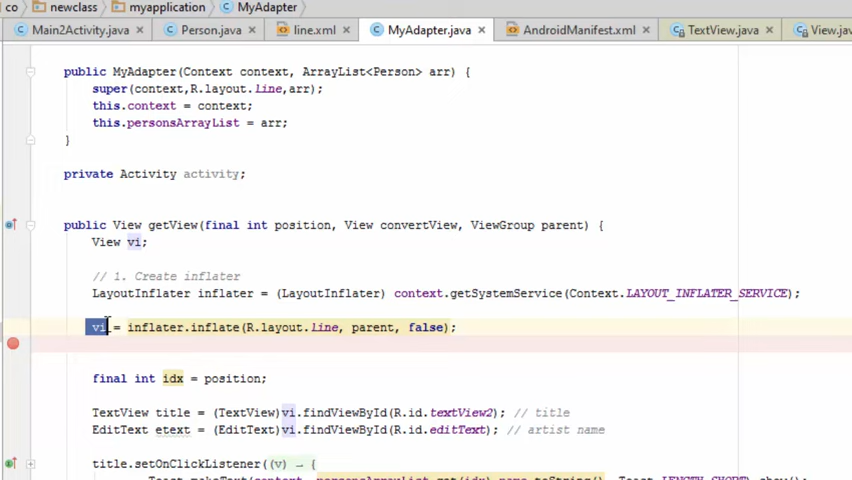 co newclass myapplication MyAdapter
Main2Activity.java Person.java line.xml MyAdapter.java AndroidManifest.xml TextView.java View.jav
public MyAdapter(Context context, ArrayList<Person> arr) {
super(context,R.layout.Line,arr);
this.context = context;
this.personsArrayList = arr;
}
private Activity activity;
public View getView(final int position, View convertView, ViewGroup parent) {
View vi;
// 1. Create inflater
LayoutInflater inflater = (LayoutInflater) context.getSystemService(Context.LAYOUT_INFLATER_SERVICE);
vi = inflater.inflate(R.layout.Line, parent, false);
final int idx = position;
TextView title = (TextView)vi.findViewById(R.id.textView2); // title
EditText etext = (EditText)vi.findViewById(R.id.editText); // artist name
title.setOnClickListener((v) → {